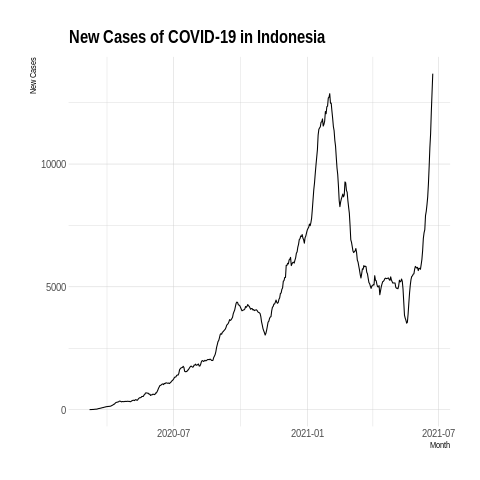 New Cases of COVID-19 in Indonesia
New Cases
10000
5000
0
2020-07
2021-01
2021-07
Month